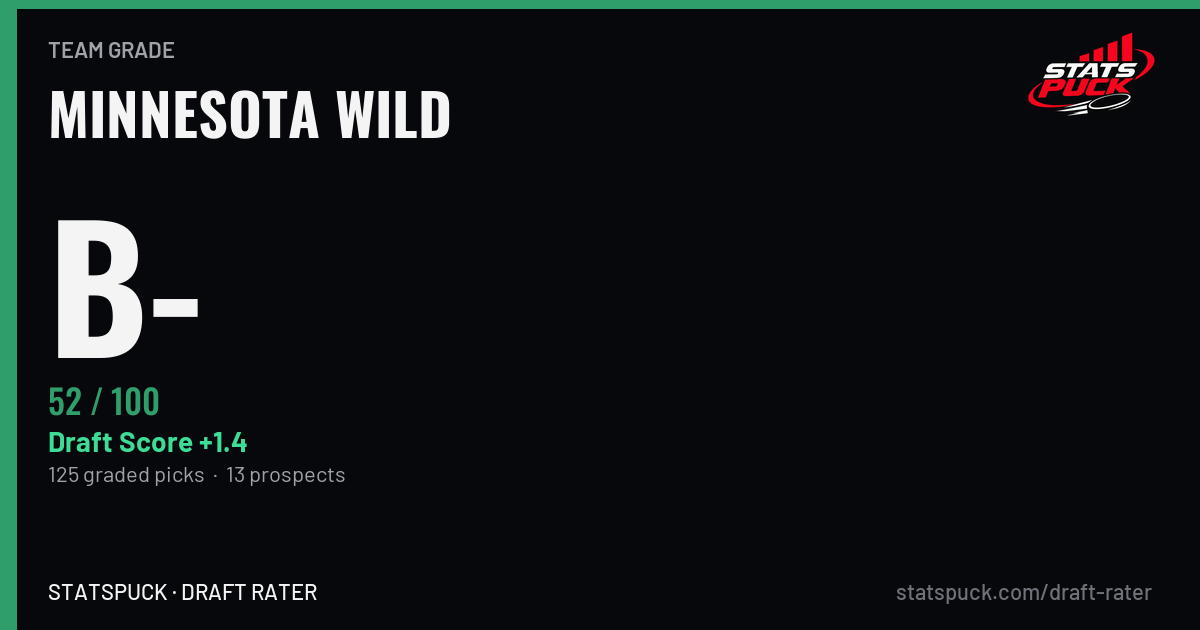 TEAM GRADE
STATS
PUCK
MINNESOTA WILD
B-
52 / 100
Draft Score +1.4
125 graded picks · 13 prospects
STATSPUCK · DRAFT RATER
statspuck.com/draft-rater